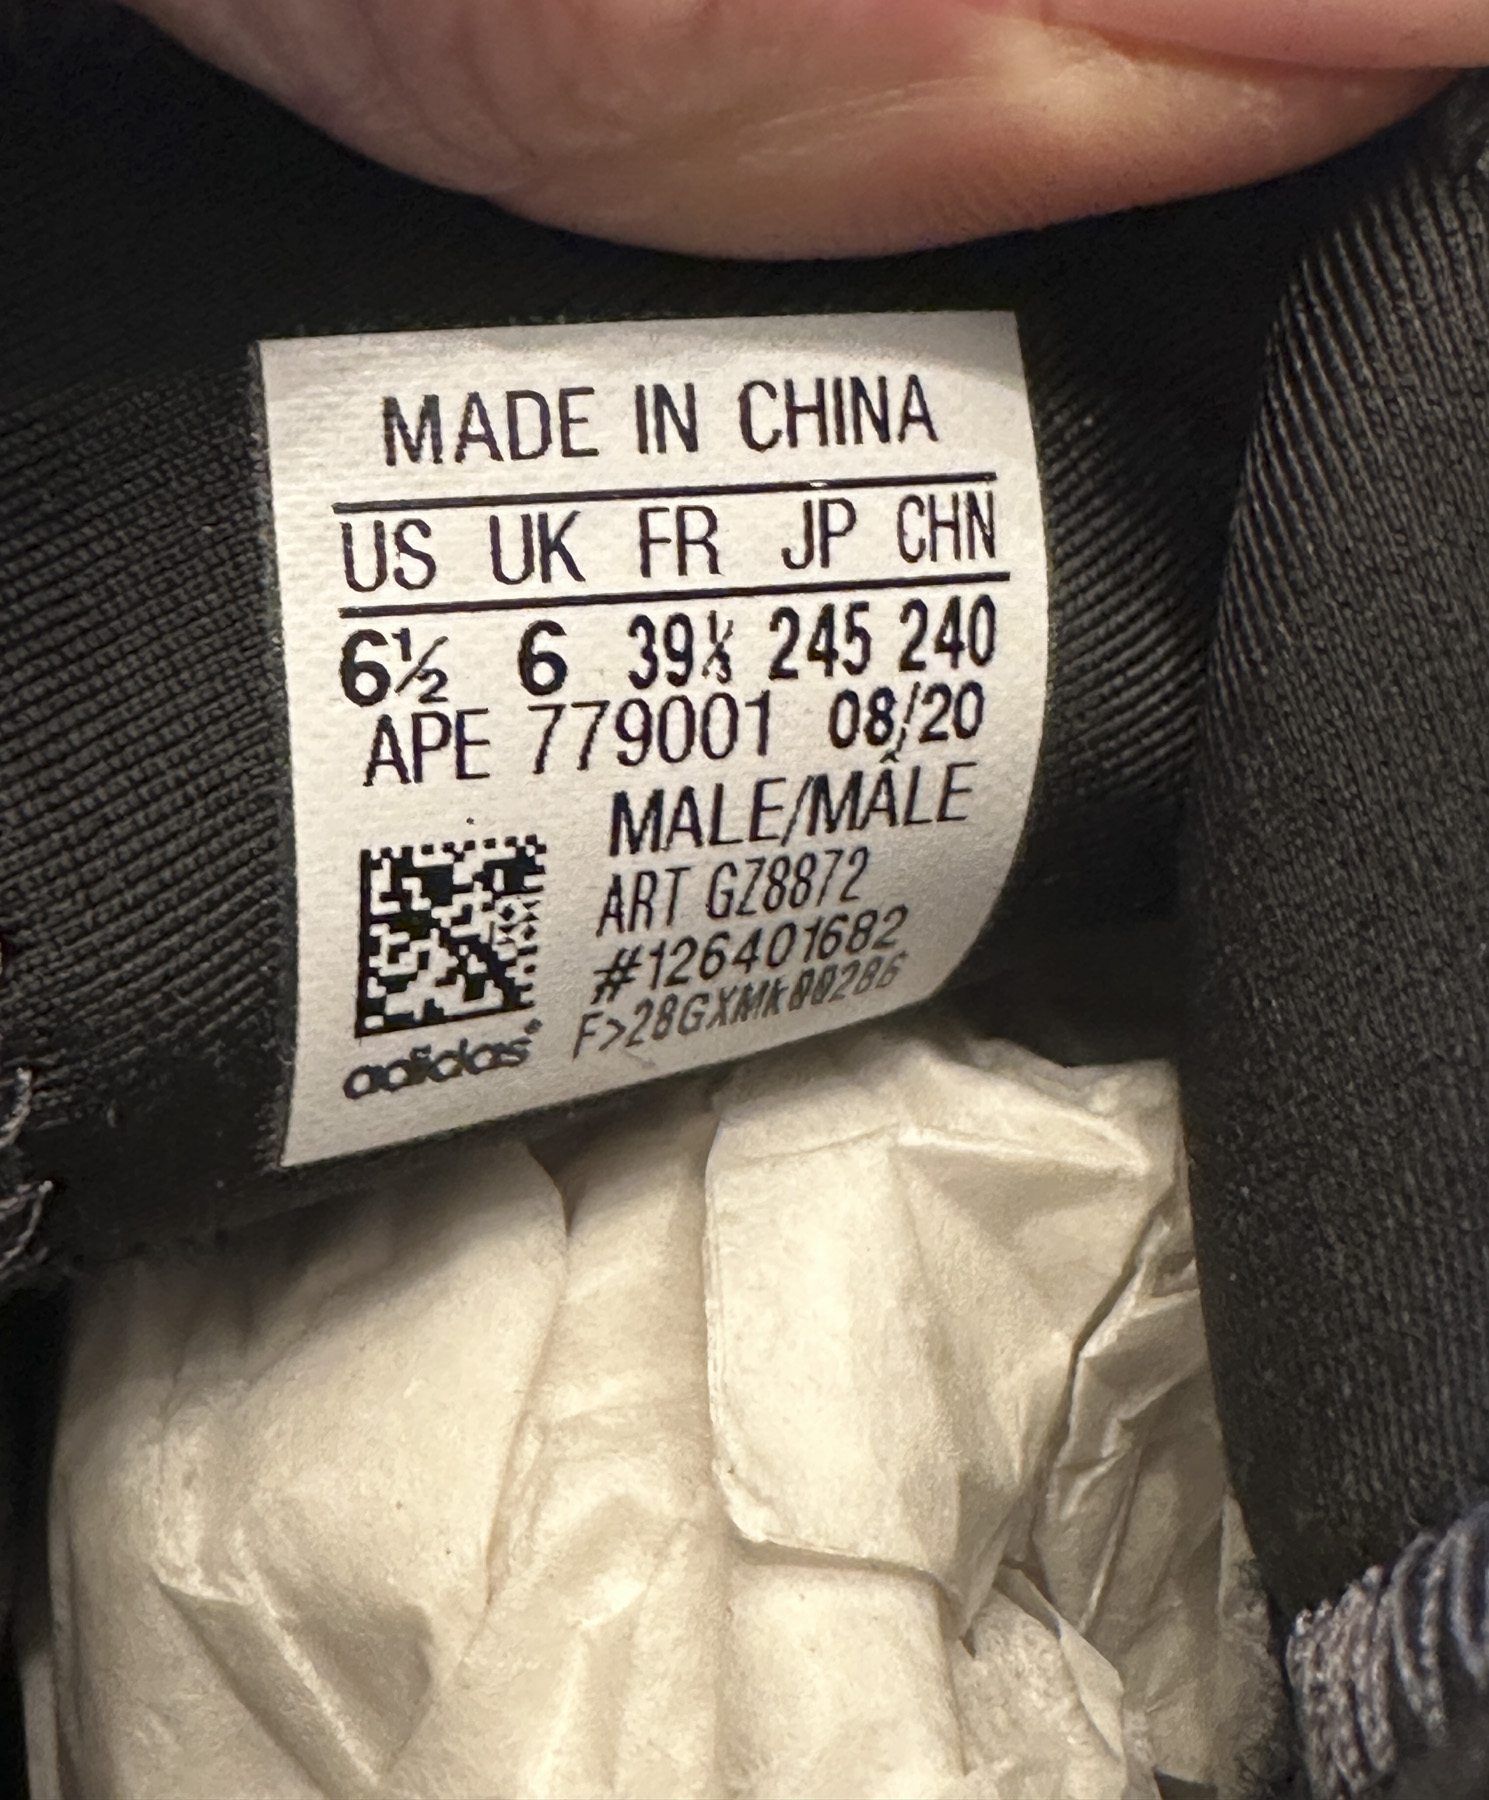 MADE IN CHINA
US UK FR JP CHN
6½ 6 39⅓ 245 240
APE 779001 08/20
MALE/MÂLE
ART GZ8872
#126401682
adidas